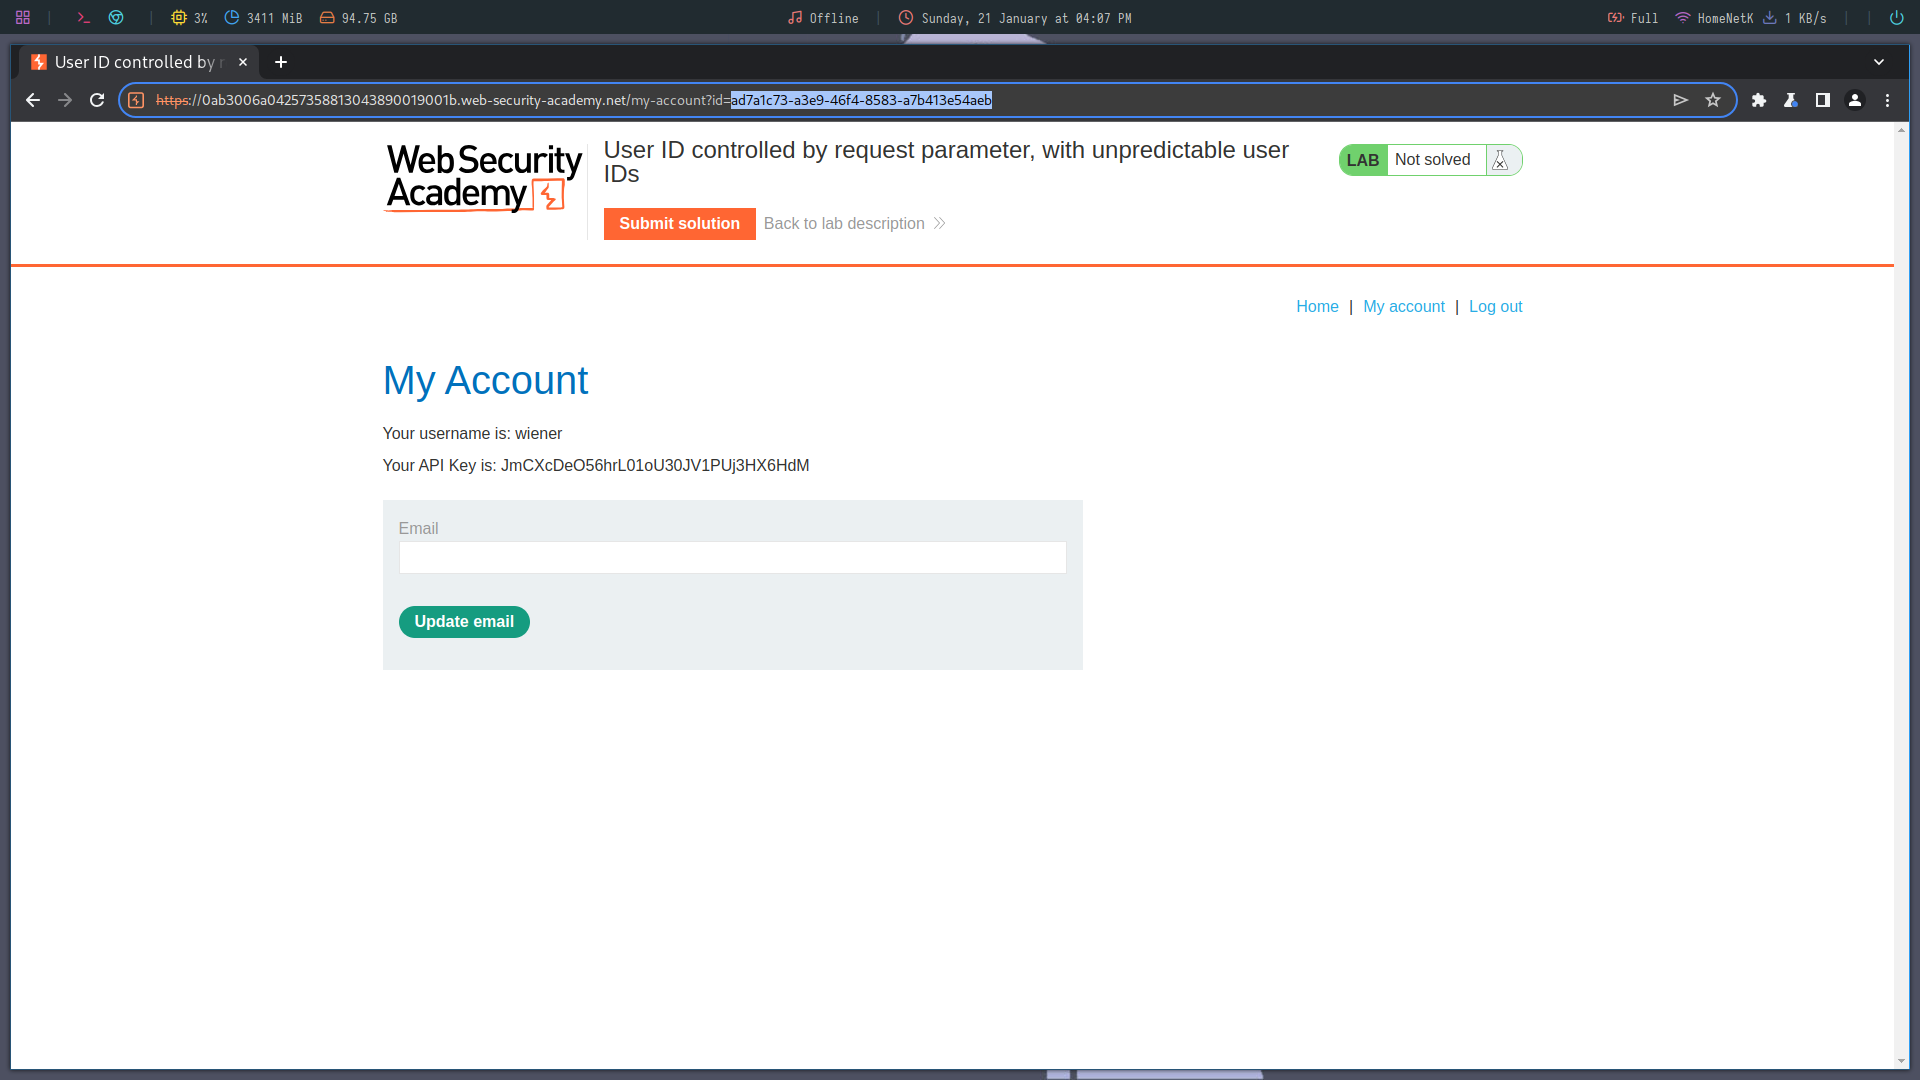 3% 3411 MiB 94.75 GB Offline Sunday, 21 January at 04:07 PM Full HomeNetK 1 KB/s
User ID controlled by
https://0ab3006a04257358813043890019001b.web-security-academy.net/my-account?id=ad7a1c73-a3e9-46f4-8583-a7b413e54aeb
Web Security
Academy
User ID controlled by request parameter, with unpredictable user
IDs
LAB Not solved
Submit solution Back to lab description
Home | My account | Log out
My Account
Your username is: wiener
Your API Key is: JmCXcDeO56hrL01oU30JV1PUj3HX6HdM
Email
Update email